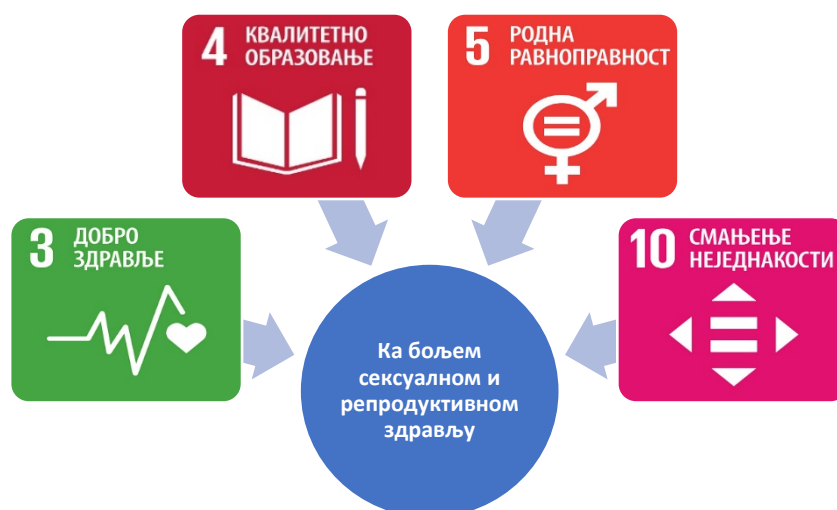 4 КВАЛИТЕТНО
ОБРАЗОВАЊЕ
5 РОДНА
РАВНОПРАВНОСТ
3 ДОБРО
ЗДРАВЉЕ
10 СМАЊЕЊЕ
НЕЈЕДНАКОСТИ
Ка бољем
сексуалном и
репродуктивном
здрављу